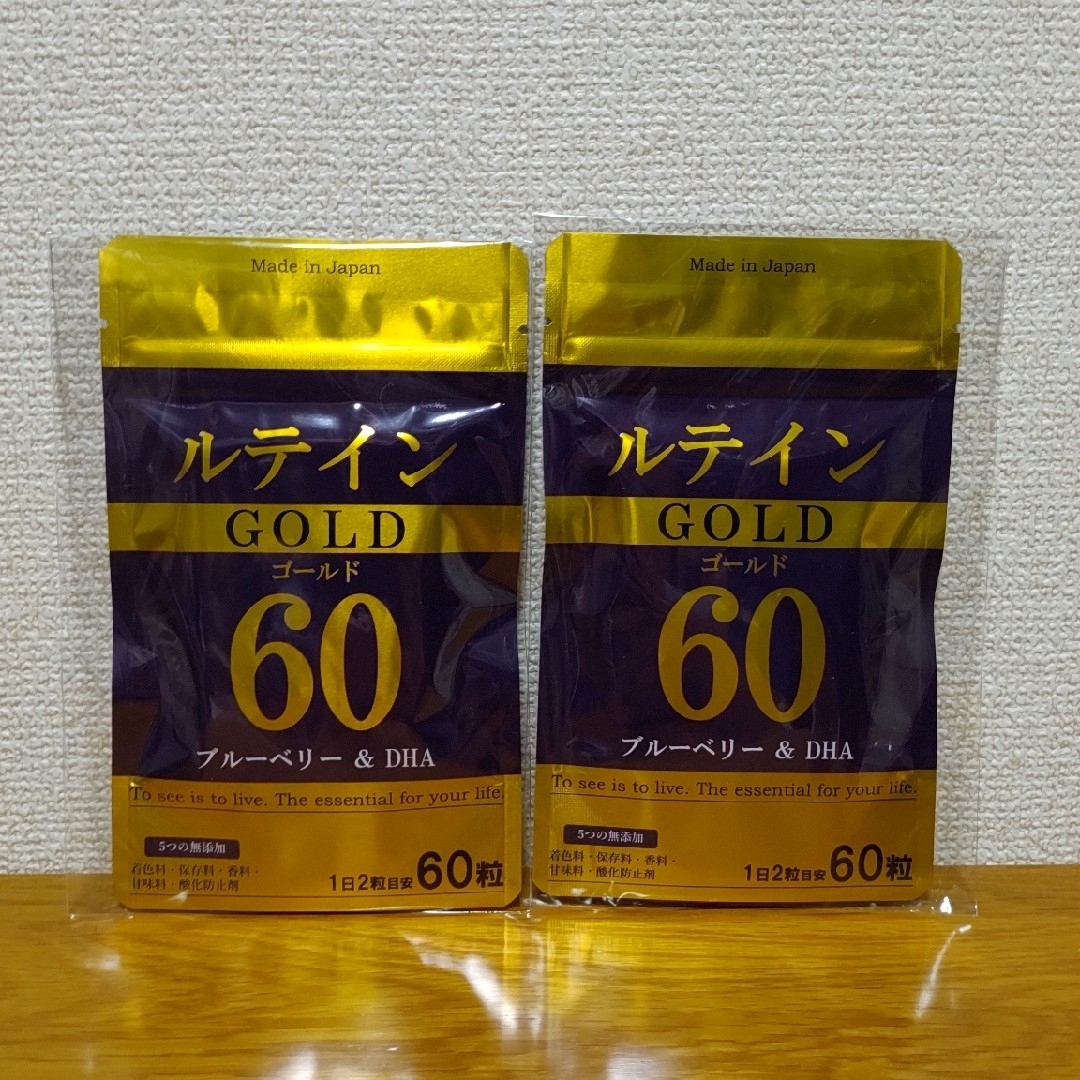 Made in Japan
ルテイン
GOLD
ゴールド
60
ブルーベリー & DHA
To see is to live. The essential for your life.
5つの無添加
着色料・保存料・香料・
甘味料・酸化防止剤
1日2粒目安 60粒
Made in Japan
ルテイン
GOLD
ゴールド
60
ブルーベリー & DHA
To see is to live. The essential for your life.
5つの無添加
着色料・保存料・香料・
甘味料・酸化防止剤
1日2粒目安 60粒